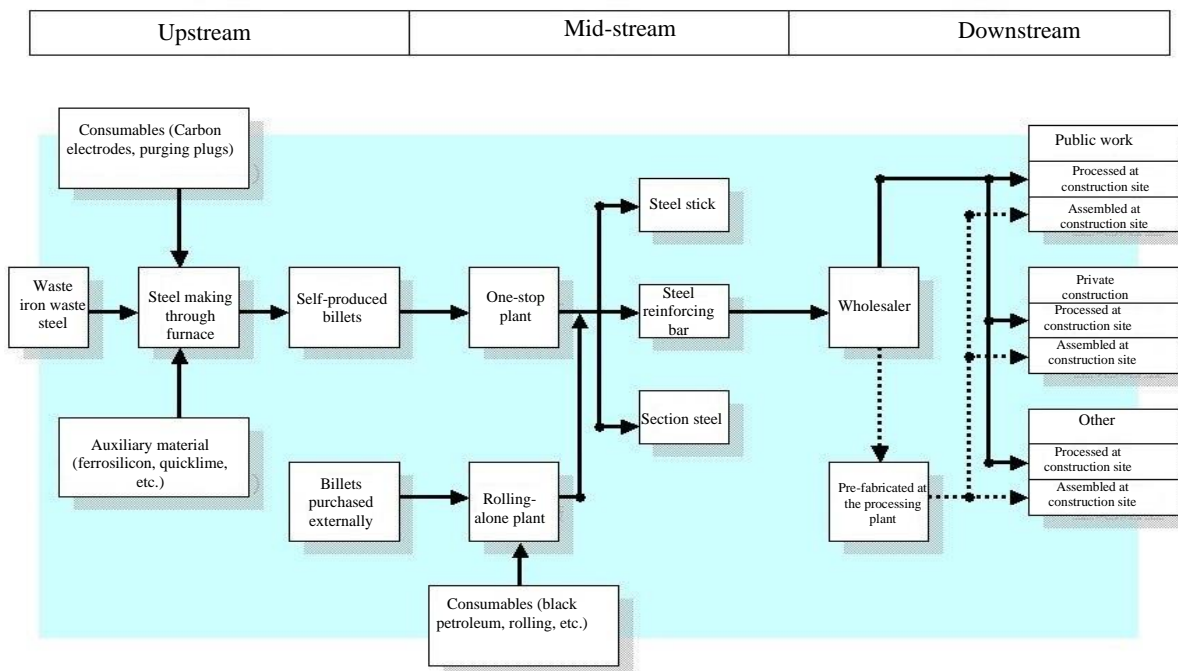 Upstream
Mid-stream
Downstream
Consumables (Carbon
electrodes, purging plugs)
Waste
iron waste
steel
Steel making
through
furnace
Auxiliary material
(ferrosilicon, quicklime,
etc.)
Self-produced
billets
Billets
purchased
externally
One-stop
plant
Rolling-
alone plant
Consumables (black
petroleum, rolling, etc.)
Steel stick
Steel
reinforcing
bar
Section steel
Wholesaler
Pre-fabricated at
the processing
plant
Public work
Processed at
construction site
Assembled at
construction site
Private
construction
Processed at
construction site
Assembled at
construction site
Other
Processed at
construction site
Assembled at
construction site